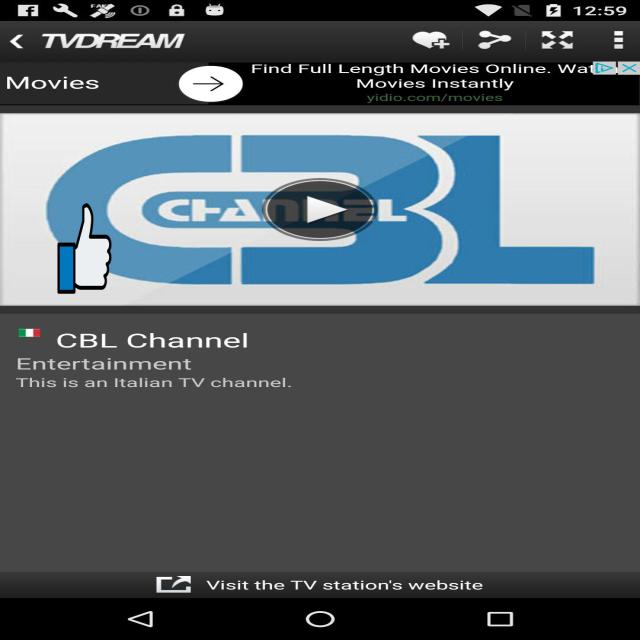 12:59
TVDREAM
Movies
Find Full Length Movies Online. Wat
Movies Instantly
yidio.com/movies
CBL
CHANNEL
CBL Channel
Entertainment
This is an Italian TV channel.
Visit the TV station's website